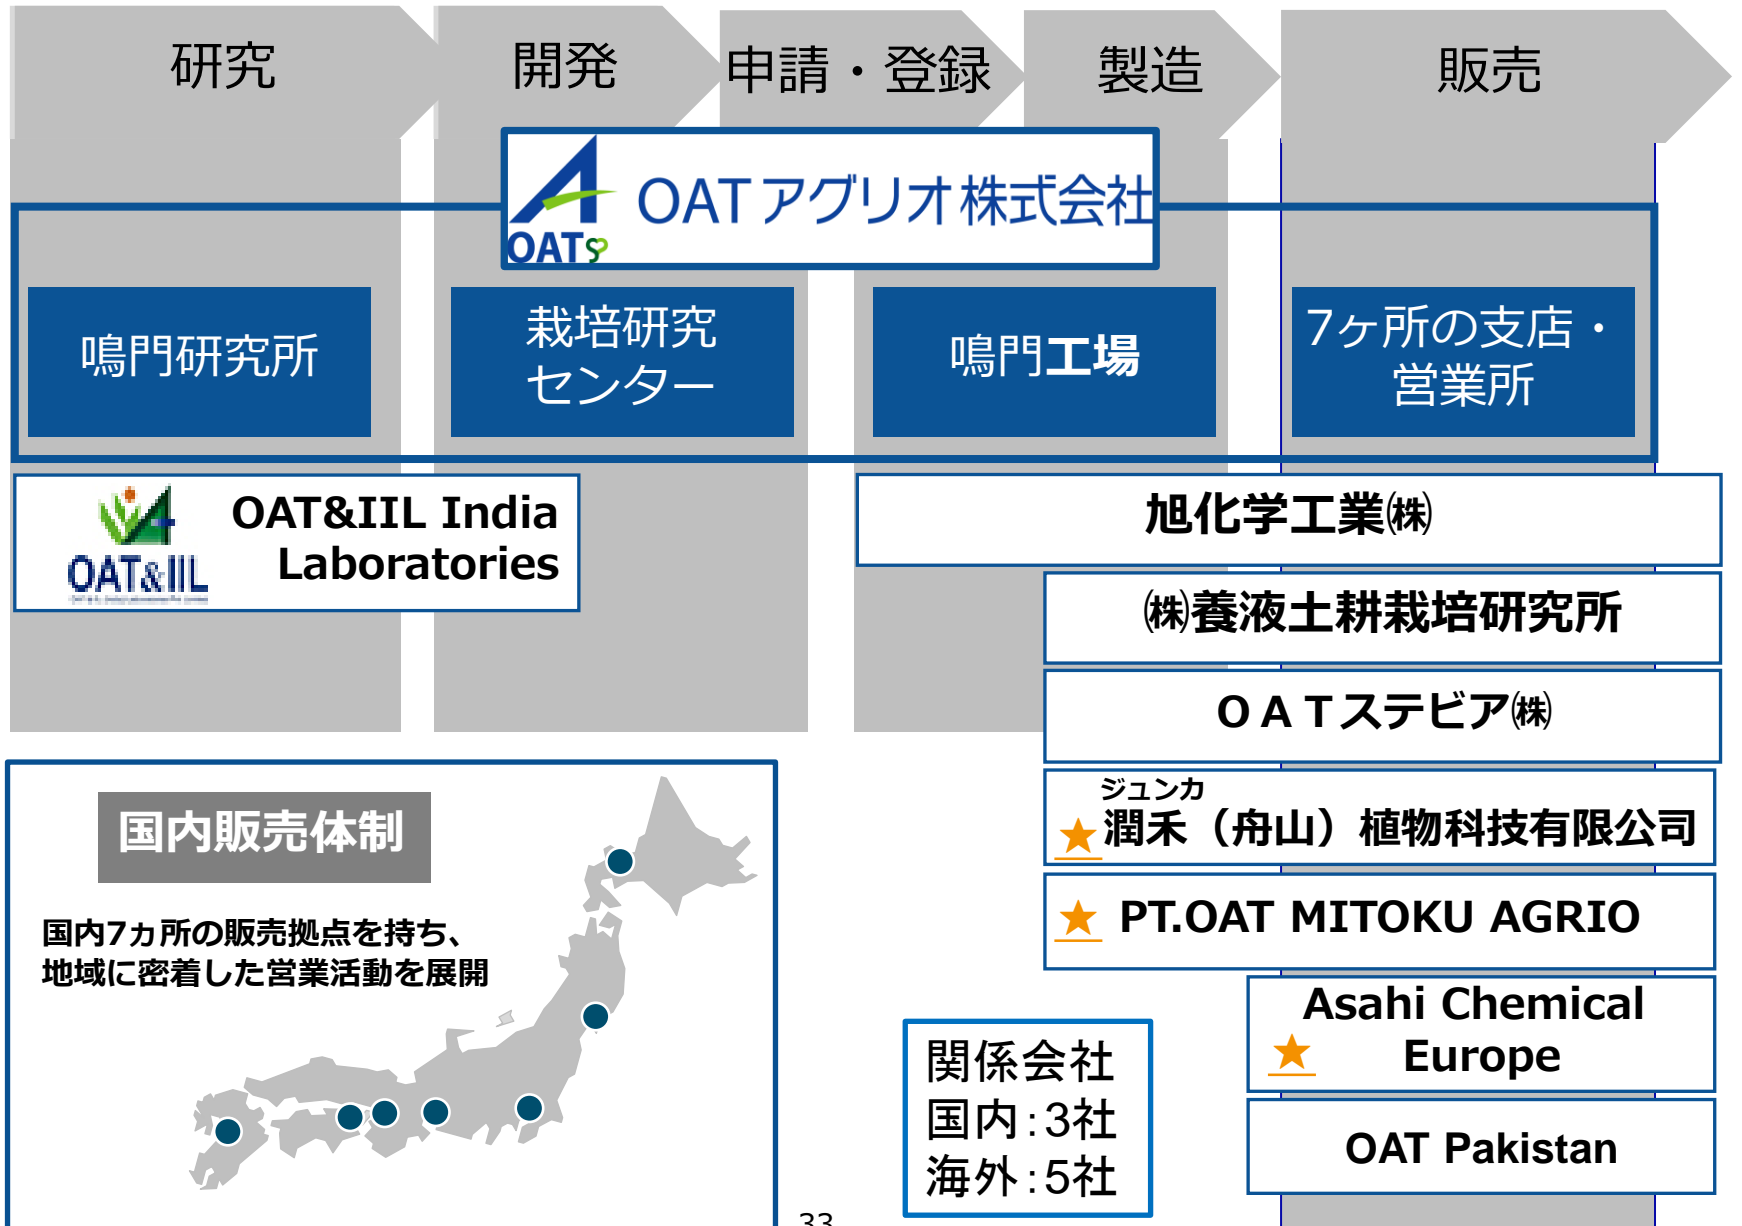 研究
開発
申請・登録
製造
販売
OATアグリオ株式会社
OAT
鳴門研究所
栽培研究
センター
鳴門工場
7ヶ所の支店・
営業所
OAT&IIL
OAT&IIL India
Laboratories
旭化学工業㈱
㈱養液土耕栽培研究所
ＯＡＴステビア㈱
ジュンカ
潤禾（舟山）植物科技有限公司
PT.OAT MITOKU AGRIO
Asahi Chemical
Europe
OAT Pakistan
国内販売体制
国内7ヵ所の販売拠点を持ち、
地域に密着した営業活動を展開
関係会社
国内：3社
海外：5社
33